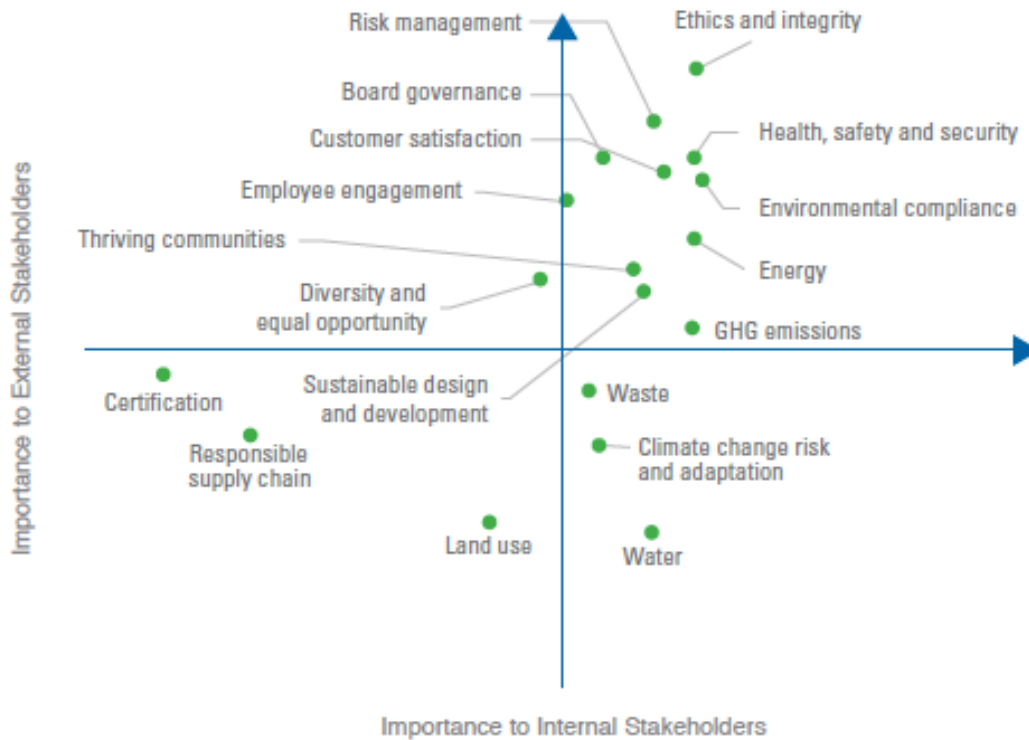 Risk management
Ethics and integrity
Board governance
Customer satisfaction
Health, safety and security
Employee engagement
Environmental compliance
Thriving communities
Energy
Diversity and
equal opportunity
GHG emissions
Importance to External Stakeholders
Certification
Sustainable design
and development
Waste
Responsible
supply chain
Climate change risk
and adaptation
Land use
Water
Importance to Internal Stakeholders